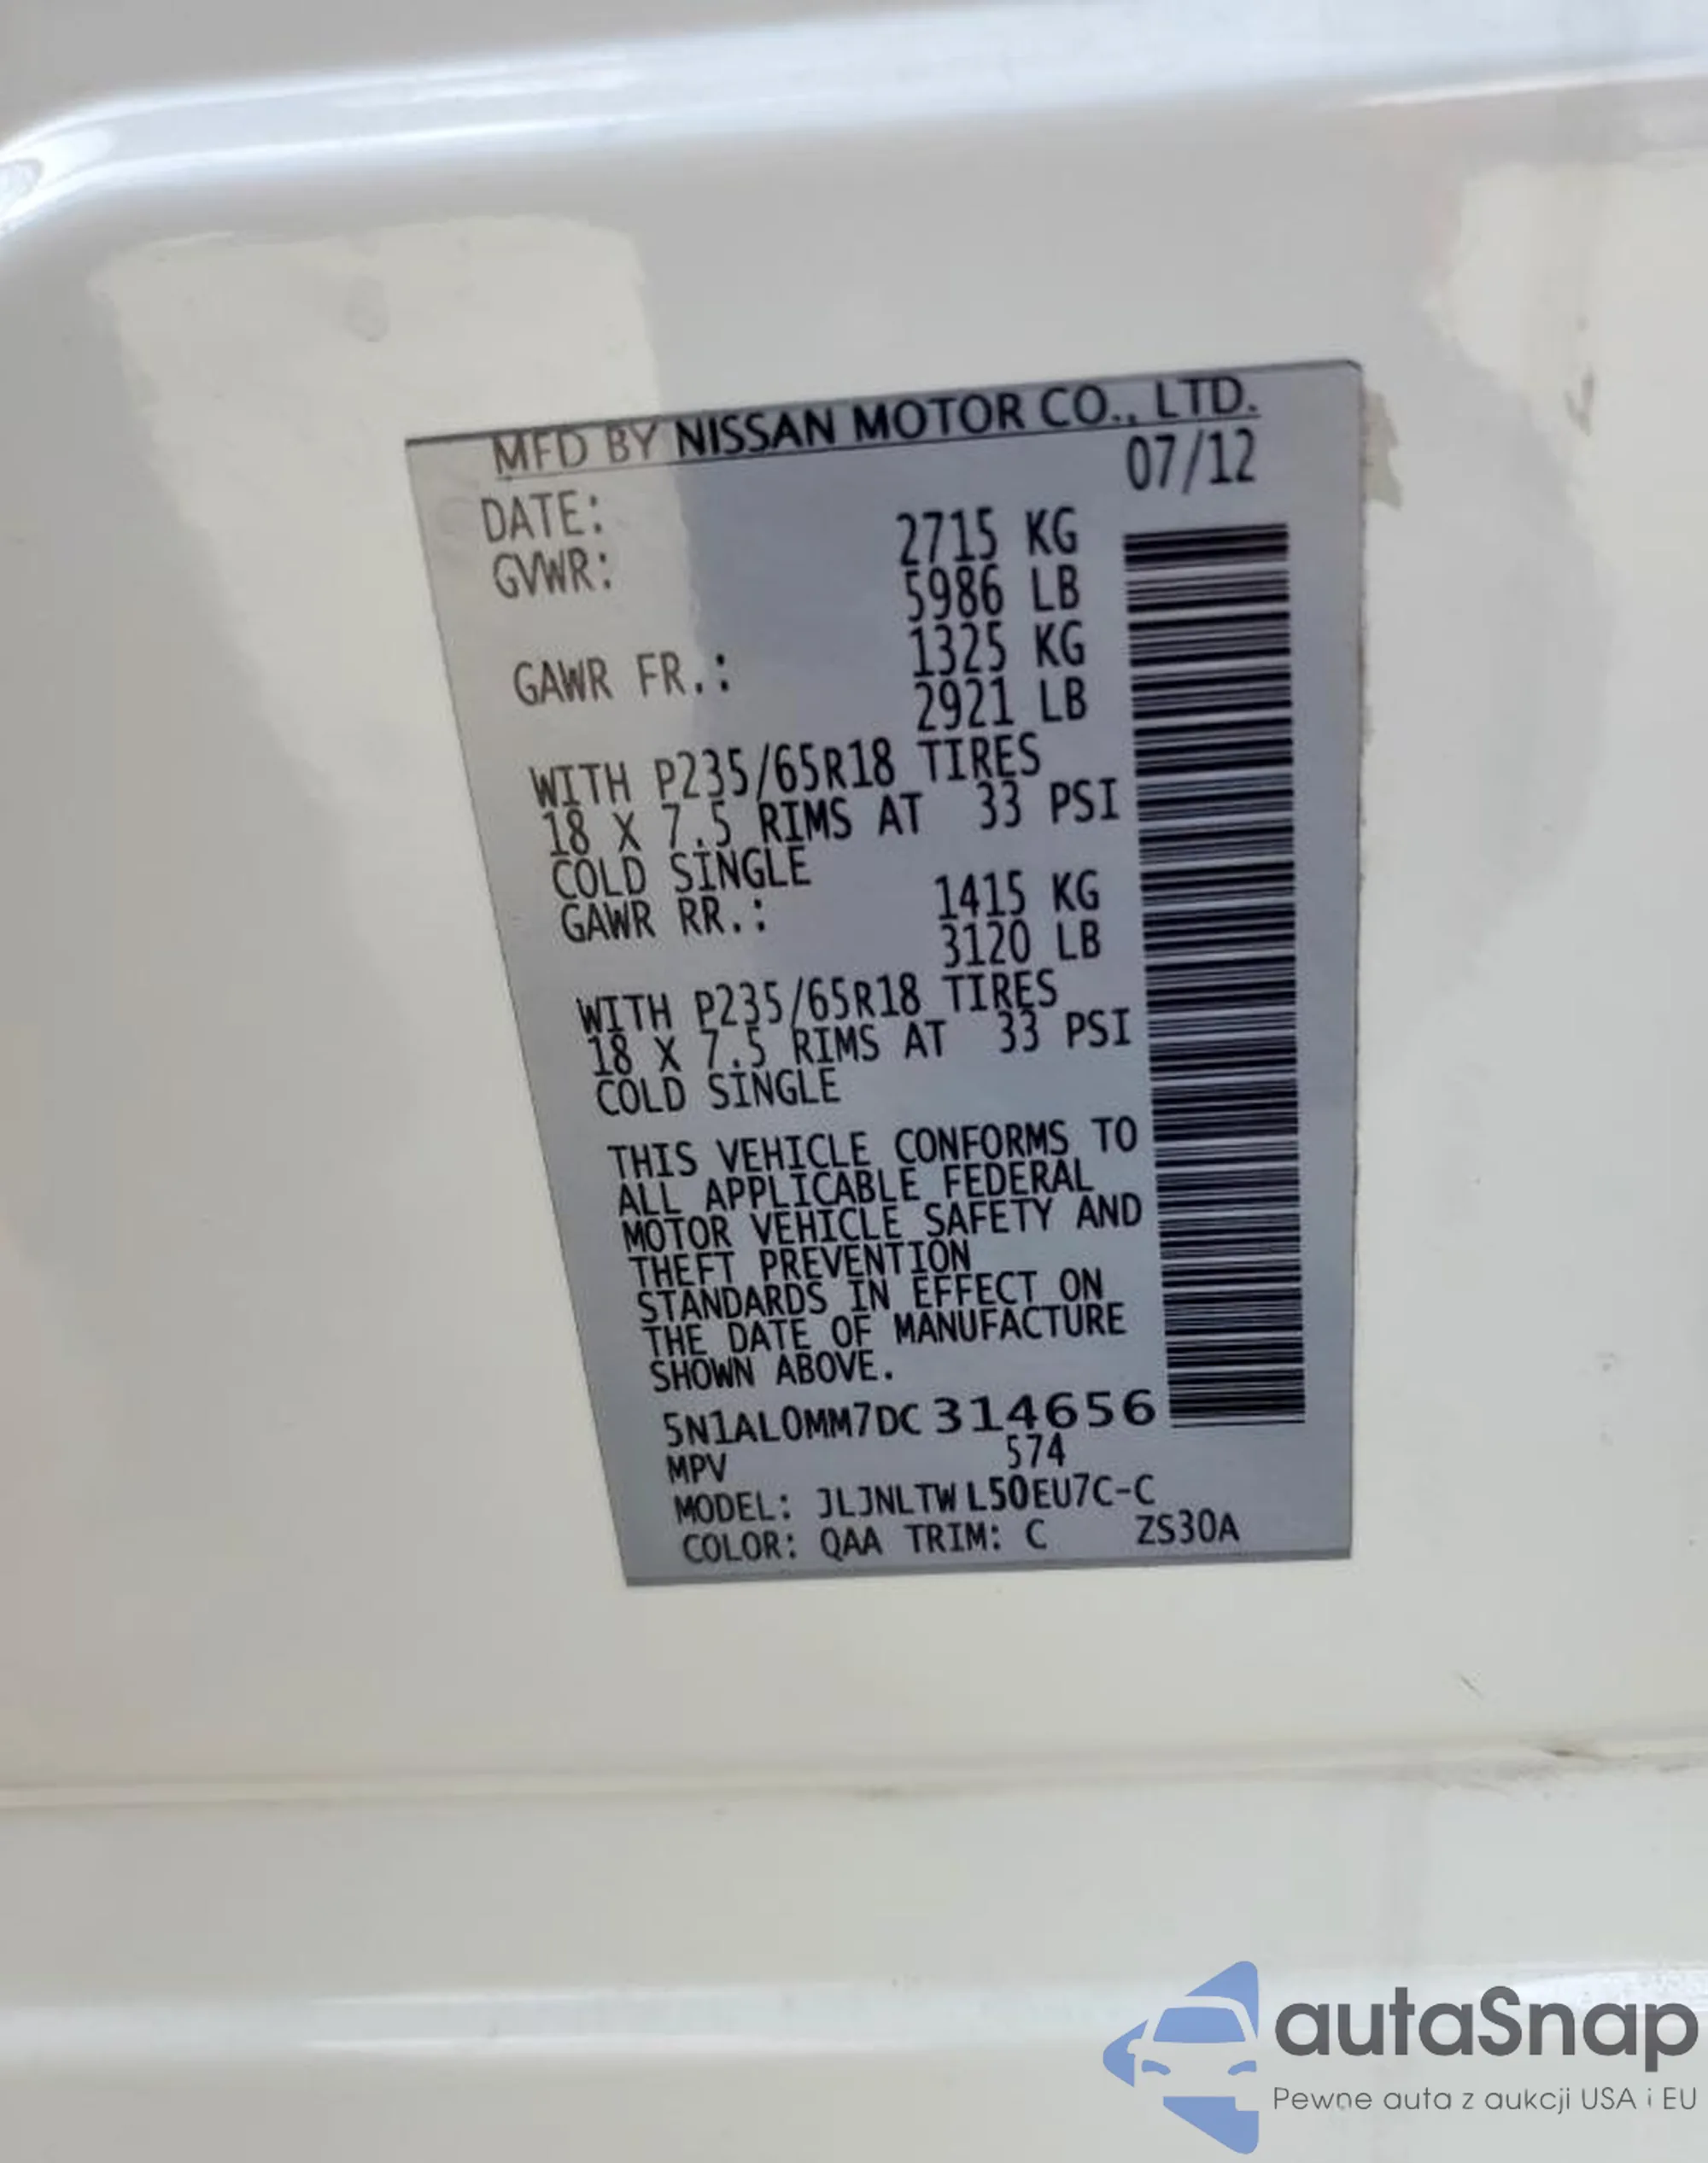 MFD BY NISSAN MOTOR CO., LTD.
DATE: 07/12
GVWR: 2715 KG
5986 LB
GAWR FR.: 1325 KG
2921 LB
WITH P235/65R18 TIRES
18 X 7.5 RIMS AT 33 PSI
COLD SINGLE
GAWR RR.: 1415 KG
3120 LB
WITH P235/65R18 TIRES
18 X 7.5 RIMS AT 33 PSI
COLD SINGLE
THIS VEHICLE CONFORMS TO
ALL APPLICABLE FEDERAL
MOTOR VEHICLE SAFETY AND
THEFT PREVENTION
STANDARDS IN EFFECT ON
THE DATE OF MANUFACTURE
SHOWN ABOVE.
5N1AL0MM7DC314656
MPV 574
MODEL: JLJNLTWL50EU7C-C
COLOR: QAA TRIM: C ZS30A
autaSnap
Pewne auta z aukcji USA i EU